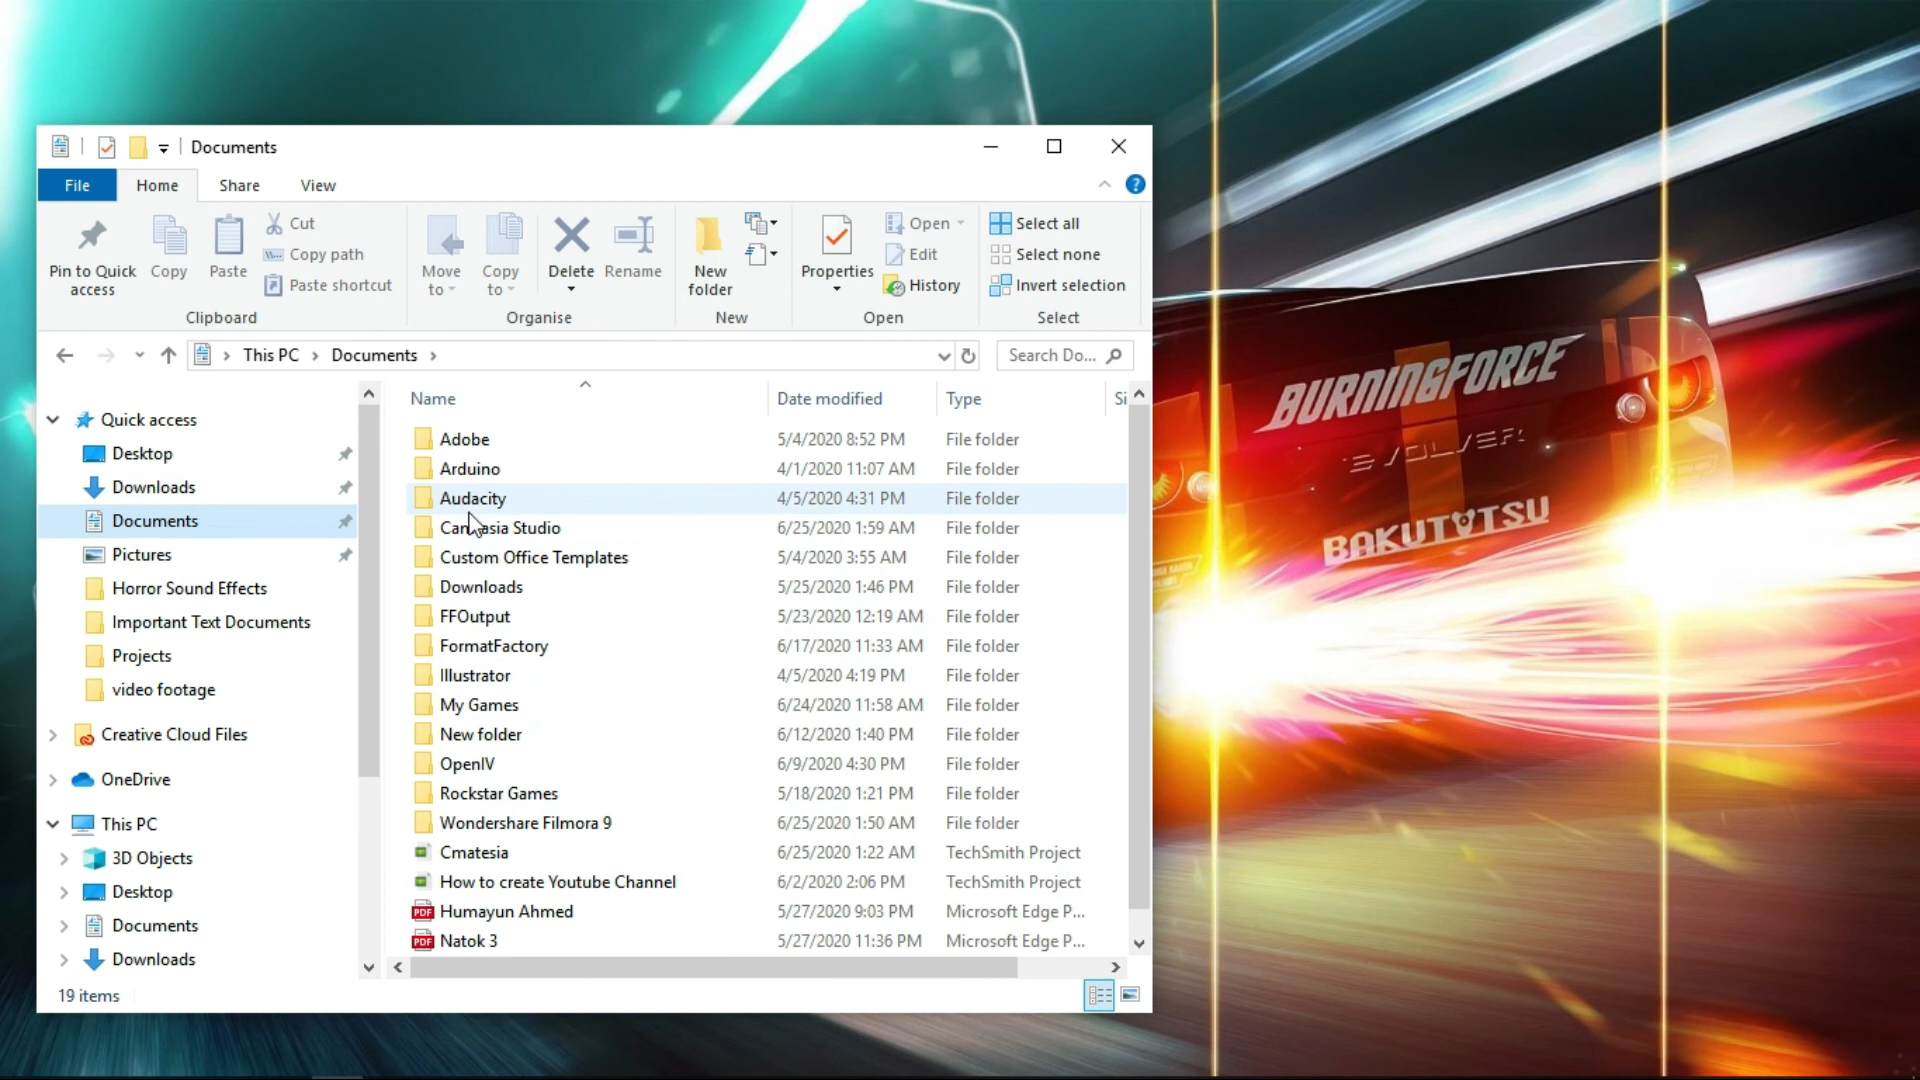 Documents
File Home Share View
Pin to Quick access
Copy
Paste
Cut
Copy path
Paste shortcut
Clipboard
Move to
Copy to
Delete
Rename
Organise
New folder
New
Properties
Open
Edit
History
Open
Select all
Select none
Invert selection
Select
This PC Documents
Search Do...
Quick access
Desktop
Downloads
Documents
Pictures
Horror Sound Effects
Important Text Documents
Projects
video footage
Creative Cloud Files
OneDrive
This PC
3D Objects
Desktop
Documents
Downloads
Name Date modified Type Si
Adobe 5/4/2020 8:52 PM File folder
Arduino 4/1/2020 11:07 AM File folder
Audacity 4/5/2020 4:31 PM File folder
Camtasia Studio 6/25/2020 1:59 AM File folder
Custom Office Templates 5/4/2020 3:55 AM File folder
Downloads 5/25/2020 1:46 PM File folder
FFOutput 5/23/2020 12:19 AM File folder
FormatFactory 6/17/2020 11:33 AM File folder
Illustrator 4/5/2020 4:19 PM File folder
My Games 6/24/2020 11:58 AM File folder
New folder 6/12/2020 1:40 PM File folder
OpenIV 6/9/2020 4:30 PM File folder
Rockstar Games 5/18/2020 1:21 PM File folder
Wondershare Filmora 9 6/25/2020 1:50 AM File folder
Cmatesia 6/25/2020 1:22 AM TechSmith Project
How to create Youtube Channel 6/2/2020 2:06 PM TechSmith Project
PDF Humayun Ahmed 5/27/2020 9:03 PM Microsoft Edge P...
PDF Natok 3 5/27/2020 11:36 PM Microsoft Edge P...
19 items
BURNINGFORCE
EVOLVER
BAKUTOTSU